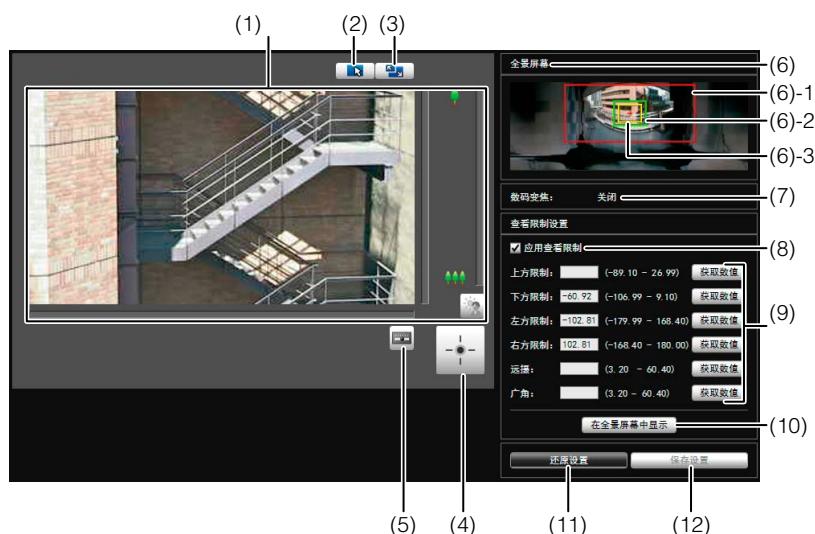 (1)
(2)
(3)
全景屏幕
(6)
(6)-1
(6)-2
(6)-3
数码变焦： 关闭
(7)
查看限制设置
应用查看限制
(8)
上方限制： (-89.10 - 26.99) 获取数值
下方限制： -60.92 (-106.99 - 9.10) 获取数值
左方限制： -102.81 (-179.99 - 168.40) 获取数值
右方限制： 102.81 (-168.40 - 180.00) 获取数值
远摄： (3.20 - 60.40) 获取数值
广角： (3.20 - 60.40) 获取数值
(9)
在全景屏幕中显示
(10)
还原设置
保存设置
(5)
(4)
(11)
(12)